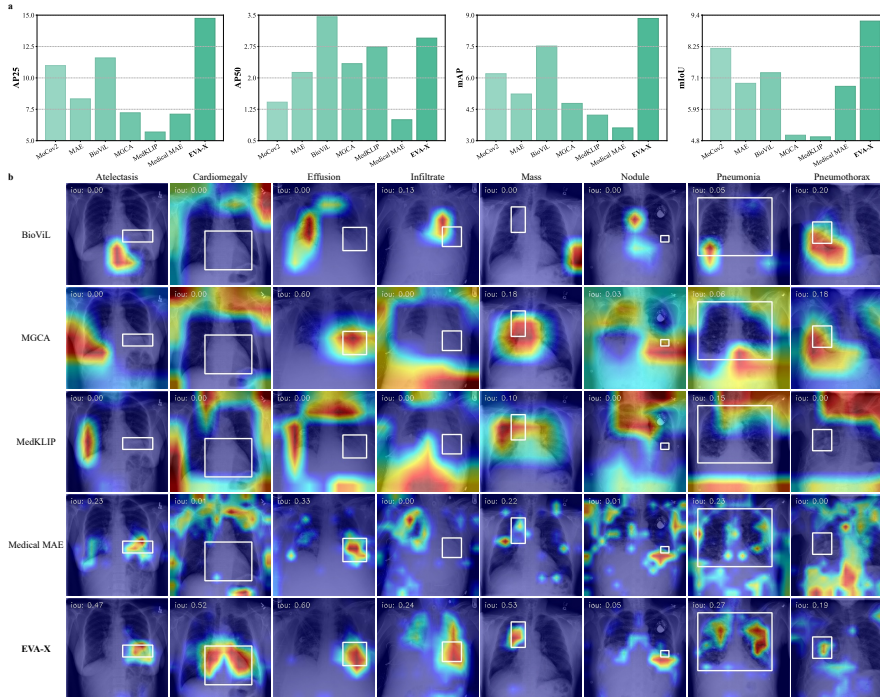 a
15.0 12.5 10.0 7.5 5.0
AP25
MoCov2 MAE BioViL MGCA MedKLIP Medical MAE EVA-X
3.5 2.75 2.0 1.25 0.5
AP50
MoCov2 MAE BioViL MGCA MedKLIP Medical MAE EVA-X
9.0 7.5 6.0 4.5 3.0
mAP
MoCov2 MAE BioViL MGCA MedKLIP Medical MAE EVA-X
9.4 8.25 7.1 5.95 4.8
mIoU
MoCov2 MAE BioViL MGCA MedKLIP Medical MAE EVA-X
b
Atelectasis Cardiomegaly Effusion Infiltrate Mass Nodule Pneumonia Pneumothorax
BioViL
iou: 0.00 iou: 0.00 iou: 0.00 iou: 0.13 iou: 0.00 iou: 0.00 iou: 0.05 iou: 0.20
MGCA
iou: 0.00 iou: 0.00 iou: 0.60 iou: 0.00 iou: 0.18 iou: 0.03 iou: 0.06 iou: 0.18
MedKLIP
iou: 0.00 iou: 0.00 iou: 0.00 iou: 0.00 iou: 0.10 iou: 0.00 iou: 0.15 iou: 0.00
Medical MAE
iou: 0.23 iou: 0.01 iou: 0.33 iou: 0.00 iou: 0.22 iou: 0.01 iou: 0.23 iou: 0.00
EVA-X
iou: 0.47 iou: 0.52 iou: 0.60 iou: 0.24 iou: 0.53 iou: 0.05 iou: 0.27 iou: 0.19